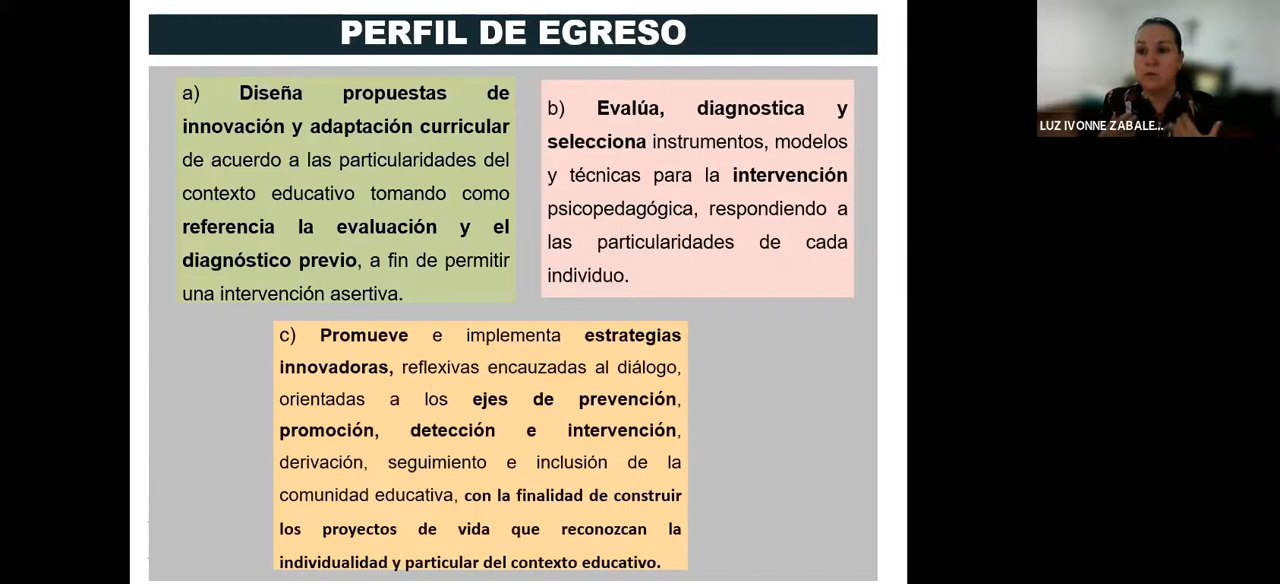 PERFIL DE EGRESO
a) Diseña propuestas de
innovación y adaptación curricular
de acuerdo a las particularidades del
contexto educativo tomando como
referencia la evaluación y el
diagnóstico previo, a fin de permitir
una intervención asertiva.
b) Evalúa, diagnostica y
selecciona instrumentos, modelos
y técnicas para la intervención
psicopedagógica, respondiendo a
las particularidades de cada
individuo.
c) Promueve e implementa estrategias
innovadoras, reflexivas encauzadas al diálogo,
orientadas a los ejes de prevención,
promoción, detección e intervención,
derivación, seguimiento e inclusión de la
comunidad educativa, con la finalidad de construir
los proyectos de vida que reconozcan la
individualidad y particular del contexto educativo.
LUZ IVONNE ZABALE...